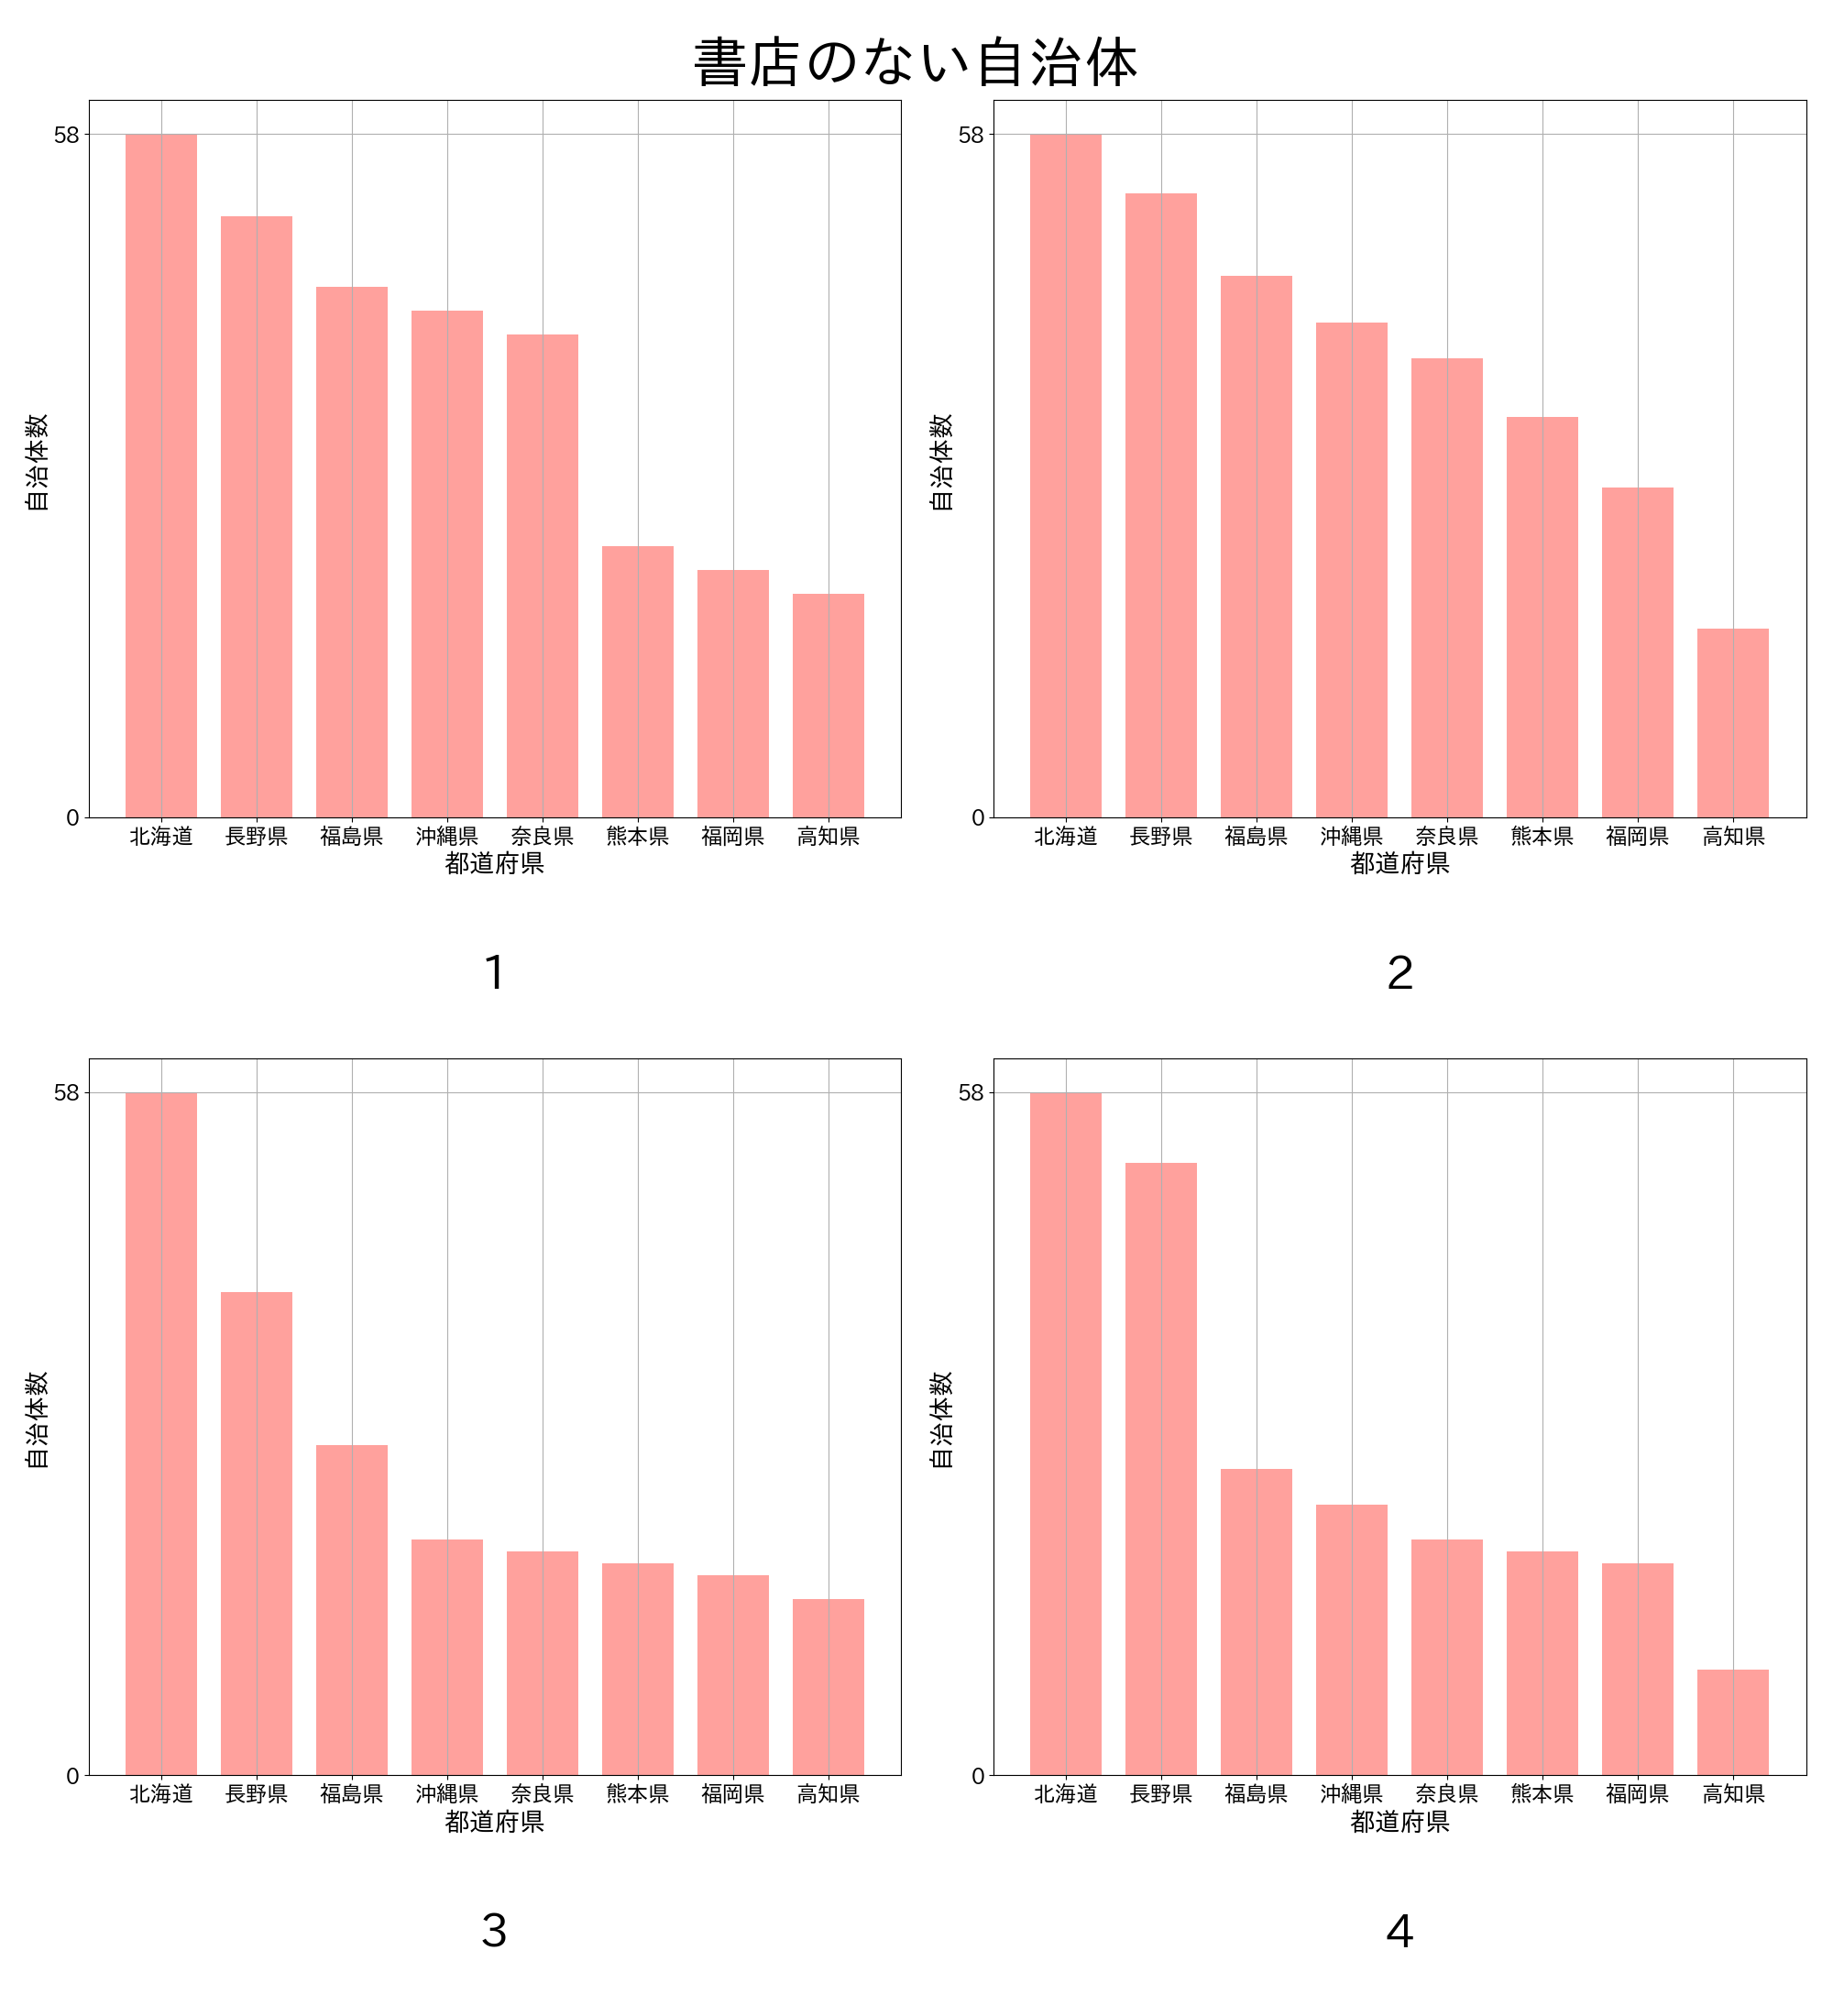 書店のない自治体
58
0
自治体数
北海道 長野県 福島県 沖縄県 奈良県 熊本県 福岡県 高知県
都道府県
1
58
0
自治体数
北海道 長野県 福島県 沖縄県 奈良県 熊本県 福岡県 高知県
都道府県
2
58
0
自治体数
北海道 長野県 福島県 沖縄県 奈良県 熊本県 福岡県 高知県
都道府県
3
58
0
自治体数
北海道 長野県 福島県 沖縄県 奈良県 熊本県 福岡県 高知県
都道府県
4